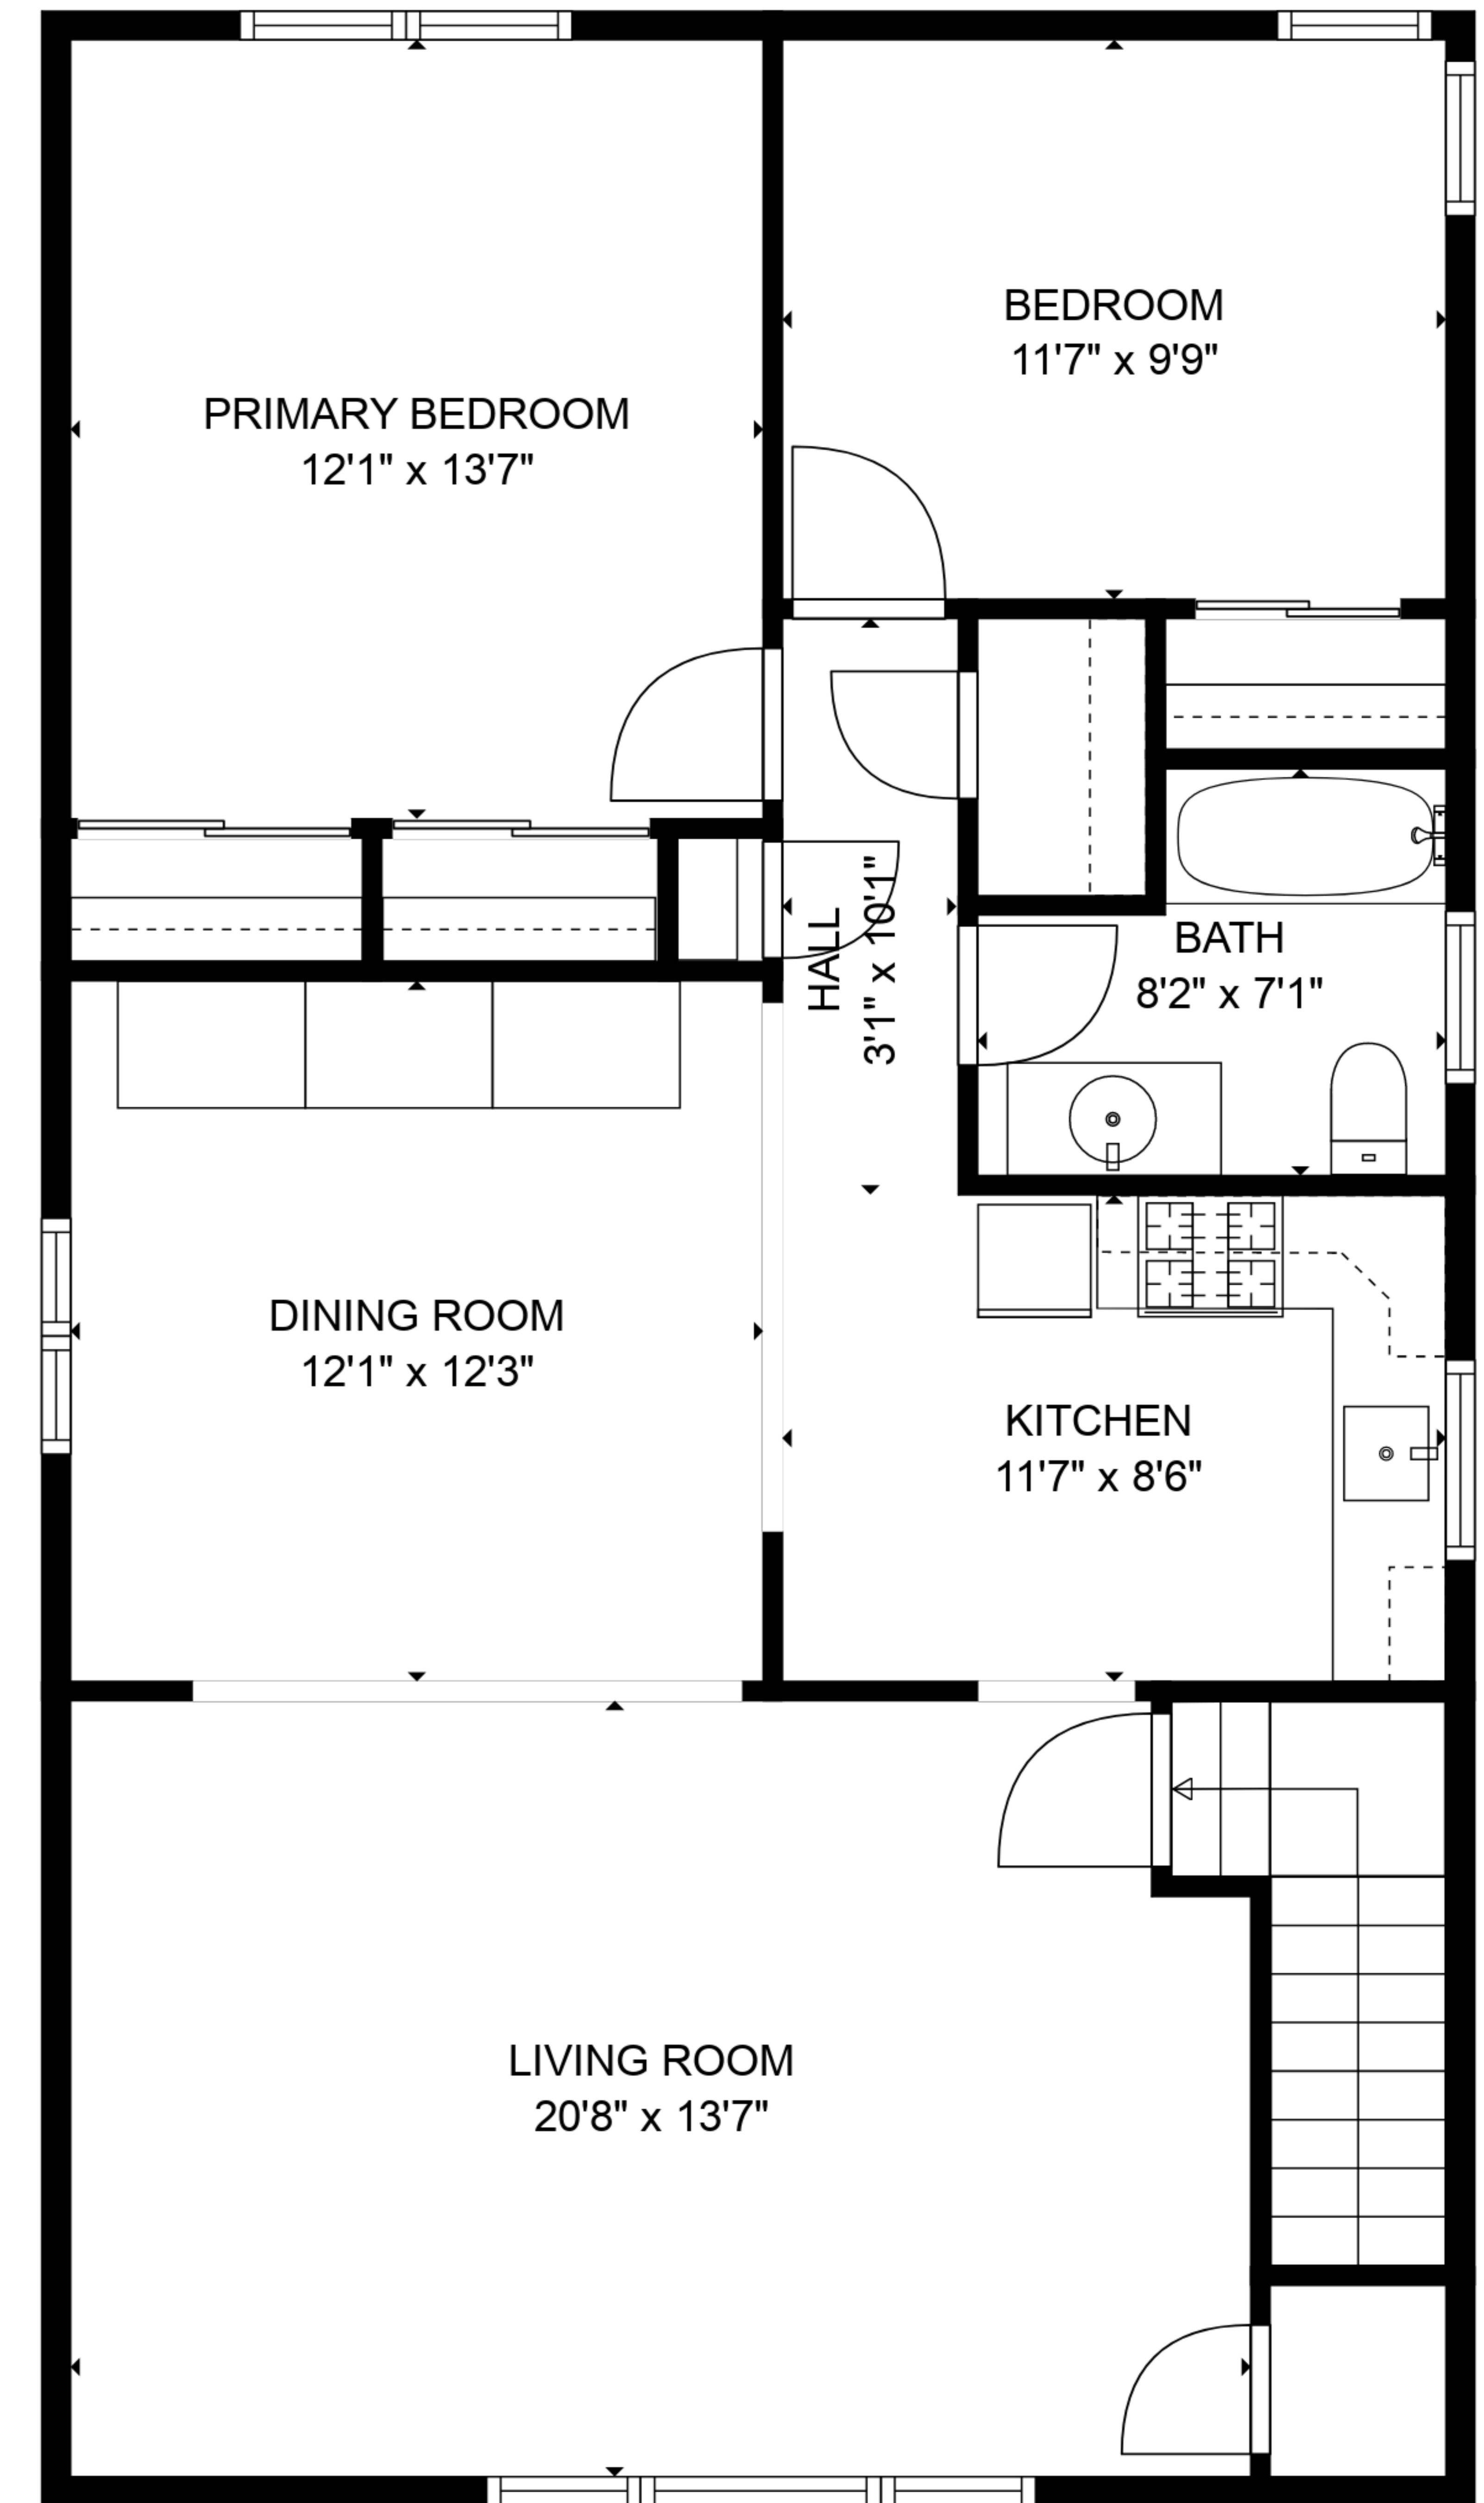 BEDROOM
11'7" x 9'9"
PRIMARY BEDROOM
12'1" x 13'7"
HALL
3'1" x 10'1"
BATH
8'2" x 7'1"
DINING ROOM
12'1" x 12'3"
KITCHEN
11'7" x 8'6"
LIVING ROOM
20'8" x 13'7"